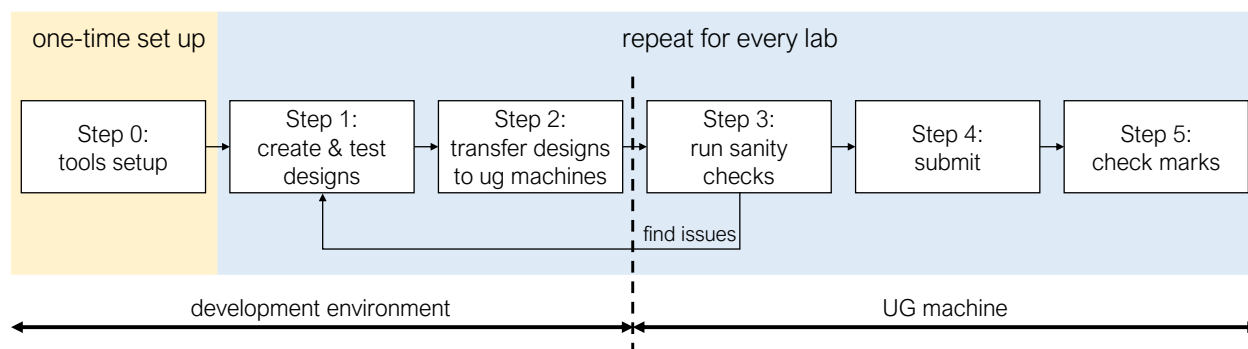 one-time set up
repeat for every lab
Step 0:
tools setup
Step 1:
create & test
designs
Step 2:
transfer designs
to ug machines
Step 3:
run sanity
checks
Step 4:
submit
Step 5:
check marks
find issues
development environment
UG machine